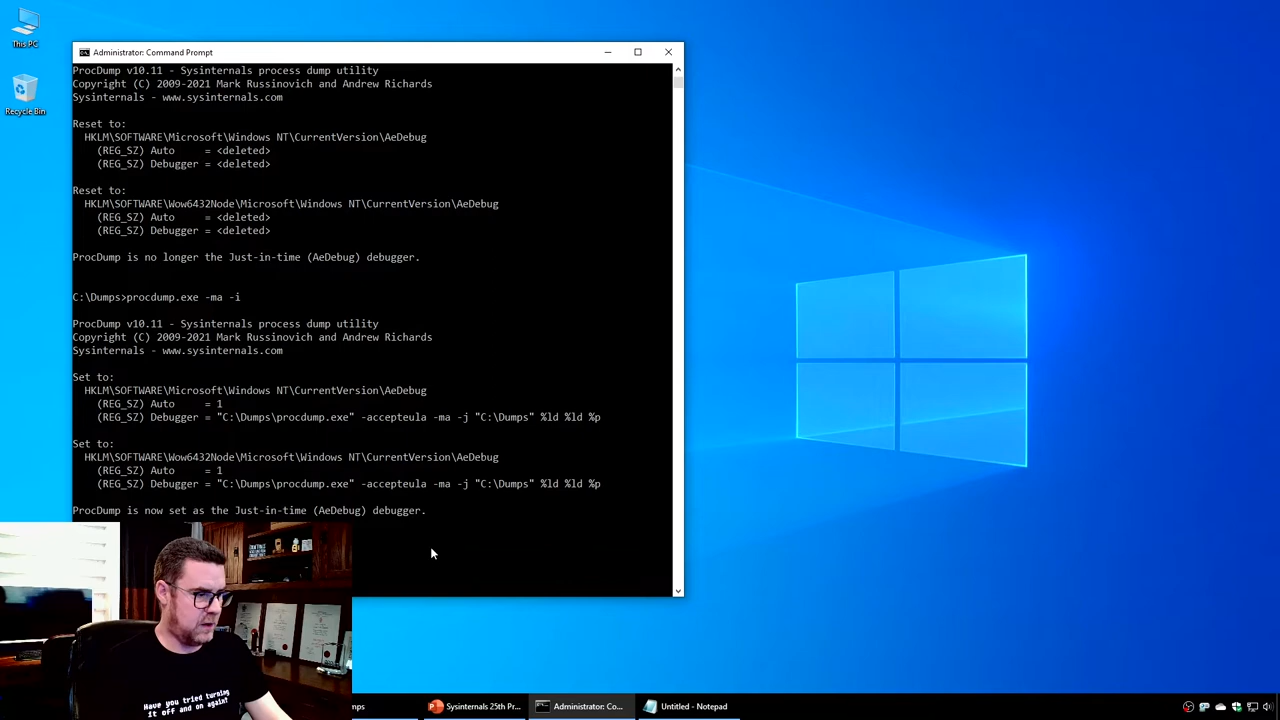 This PC
Recycle Bin
Administrator: Command Prompt
ProcDump v10.11 - Sysinternals process dump utility
Copyright (C) 2009-2021 Mark Russinovich and Andrew Richards
Sysinternals - www.sysinternals.com
Reset to:
HKLM\SOFTWARE\Microsoft\Windows NT\CurrentVersion\AeDebug
(REG_SZ) Auto     = <deleted>
(REG_SZ) Debugger = <deleted>
Reset to:
HKLM\SOFTWARE\Wow6432Node\Microsoft\Windows NT\CurrentVersion\AeDebug
(REG_SZ) Auto     = <deleted>
(REG_SZ) Debugger = <deleted>
ProcDump is no longer the Just-in-time (AeDebug) debugger.
C:\Dumps>procdump.exe -ma -i
ProcDump v10.11 - Sysinternals process dump utility
Copyright (C) 2009-2021 Mark Russinovich and Andrew Richards
Sysinternals - www.sysinternals.com
Set to:
HKLM\SOFTWARE\Microsoft\Windows NT\CurrentVersion\AeDebug
(REG_SZ) Auto     = 1
(REG_SZ) Debugger = "C:\Dumps\procdump.exe" -accepteula -ma -j "C:\Dumps" %ld %ld %p
Set to:
HKLM\SOFTWARE\Wow6432Node\Microsoft\Windows NT\CurrentVersion\AeDebug
(REG_SZ) Auto     = 1
(REG_SZ) Debugger = "C:\Dumps\procdump.exe" -accepteula -ma -j "C:\Dumps" %ld %ld %p
ProcDump is now set as the Just-in-time (AeDebug) debugger.
Have you tried turning
it off and on again?
mps
Sysinternals 25th Pr...
Administrator: Co...
Untitled - Notepad